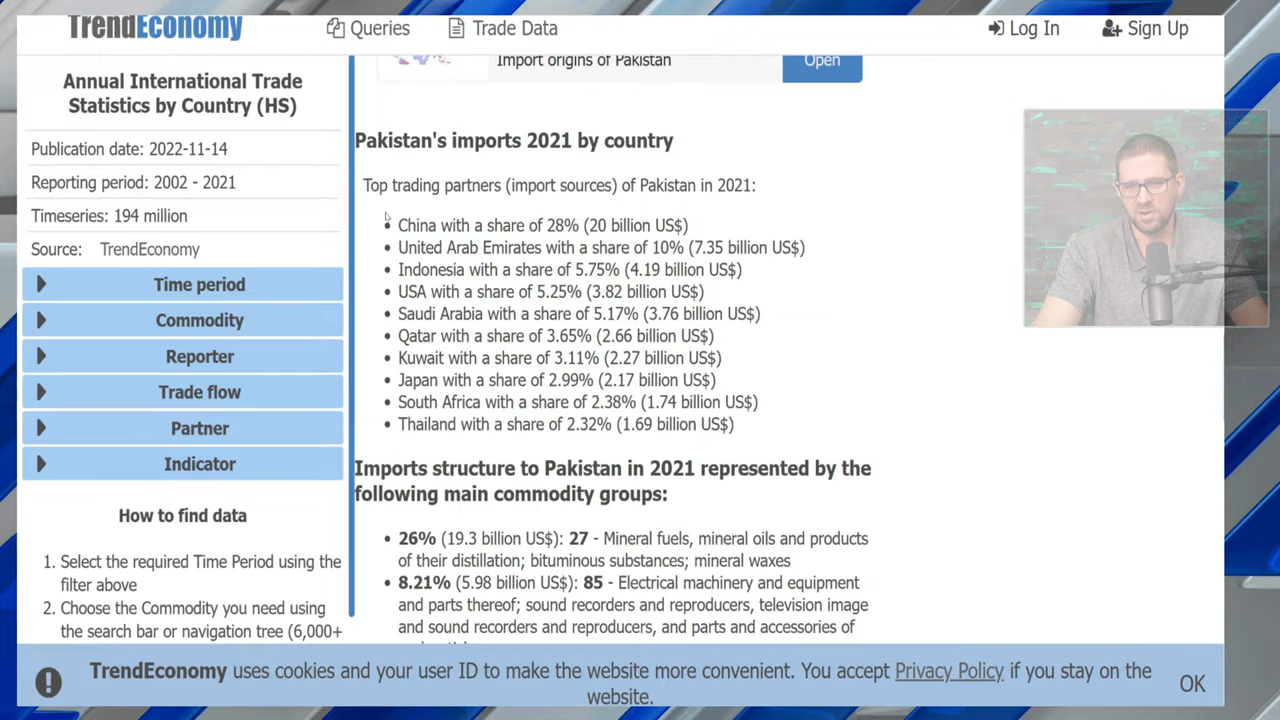 TrendEconomy
Queries
Trade Data
Log In
Sign Up
Annual International Trade
Statistics by Country (HS)
Publication date: 2022-11-14
Reporting period: 2002 - 2021
Timeseries: 194 million
Source: TrendEconomy
Time period
Commodity
Reporter
Trade flow
Partner
Indicator
How to find data
1. Select the required Time Period using the
filter above
2. Choose the Commodity you need using
the search bar or navigation tree (6,000+
Import origins of Pakistan
Open
Pakistan's imports 2021 by country
Top trading partners (import sources) of Pakistan in 2021:
• China with a share of 28% (20 billion US$)
• United Arab Emirates with a share of 10% (7.35 billion US$)
• Indonesia with a share of 5.75% (4.19 billion US$)
• USA with a share of 5.25% (3.82 billion US$)
• Saudi Arabia with a share of 5.17% (3.76 billion US$)
• Qatar with a share of 3.65% (2.66 billion US$)
• Kuwait with a share of 3.11% (2.27 billion US$)
• Japan with a share of 2.99% (2.17 billion US$)
• South Africa with a share of 2.38% (1.74 billion US$)
• Thailand with a share of 2.32% (1.69 billion US$)
Imports structure to Pakistan in 2021 represented by the
following main commodity groups:
• 26% (19.3 billion US$): 27 - Mineral fuels, mineral oils and products
of their distillation; bituminous substances; mineral waxes
• 8.21% (5.98 billion US$): 85 - Electrical machinery and equipment
and parts thereof; sound recorders and reproducers, television image
and sound recorders and reproducers, and parts and accessories of
TrendEconomy uses cookies and your user ID to make the website more convenient. You accept Privacy Policy if you stay on the
website.
OK